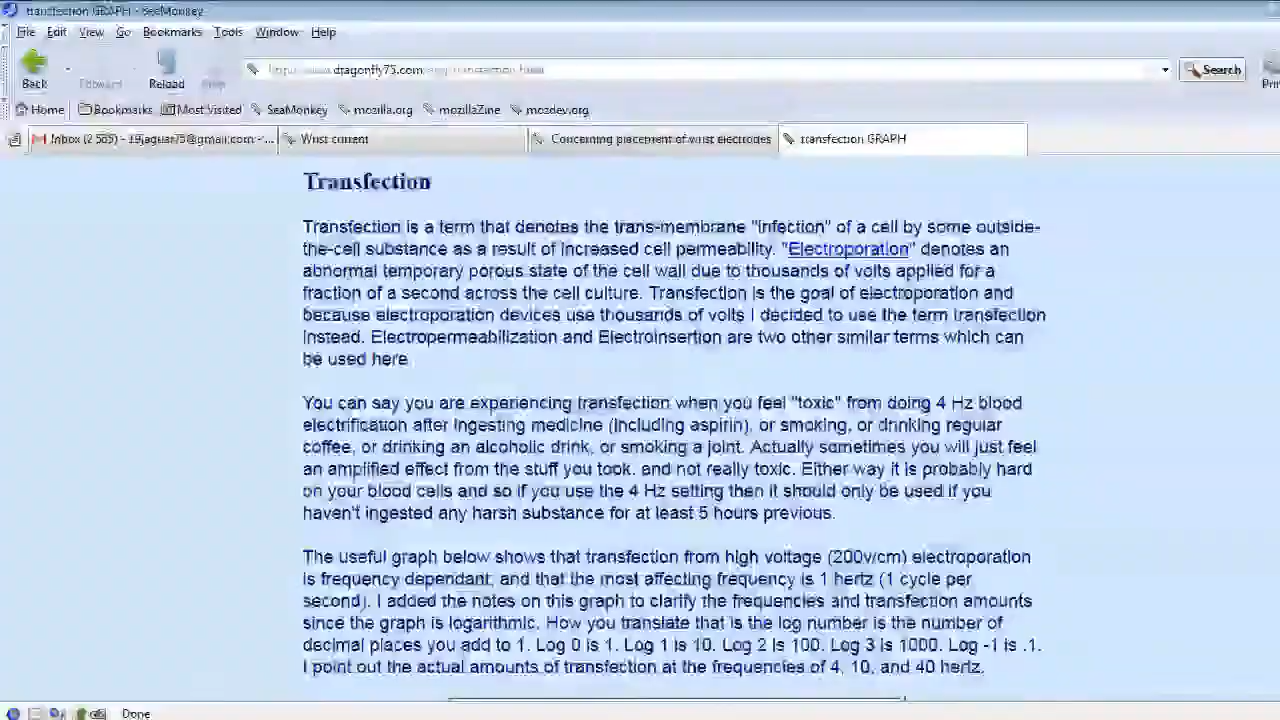 transfection GRAPH - SeaMonkey
File Edit View Go Bookmarks Tools Window Help
dragonfly75.com
Search
Back Forward Reload Stop
Home Bookmarks Most Visited SeaMonkey mozilla.org mozillaZine mozdev.org
Inbox (2 565) - 19jaguar75@gmail.com - '... Wrist current Concerning placement of wrist electrodes transfection GRAPH
Transfection
Transfection is a term that denotes the trans-membrane "infection" of a cell by some outside-
the-cell substance as a result of increased cell permeability. "Electroporation" denotes an
abnormal temporary porous state of the cell wall due to thousands of volts applied for a
fraction of a second across the cell culture. Transfection is the goal of electroporation and
because electroporation devices use thousands of volts I decided to use the term transfection
instead. Electropermeabilization and Electroinsertion are two other similar terms which can
be used here
You can say you are experiencing transfection when you feel "toxic" from doing 4 Hz blood
electrification after ingesting medicine (including aspirin), or smoking, or drinking regular
coffee, or drinking an alcoholic drink, or smoking a joint. Actually sometimes you will just feel
an amplified effect from the stuff you took, and not really toxic. Either way it is probably hard
on your blood cells and so if you use the 4 Hz setting then it should only be used if you
haven't ingested any harsh substance for at least 5 hours previous.
The useful graph below shows that transfection from high voltage (200v/cm) electroporation
is frequency dependant, and that the most affecting frequency is 1 hertz (1 cycle per
second). I added the notes on this graph to clarify the frequencies and transfection amounts
since the graph is logarithmic. How you translate that is the log number is the number of
decimal places you add to 1. Log 0 is 1. Log 1 is 10. Log 2 is 100. Log 3 is 1000. Log -1 is .1.
I point out the actual amounts of transfection at the frequencies of 4, 10, and 40 hertz.
Done